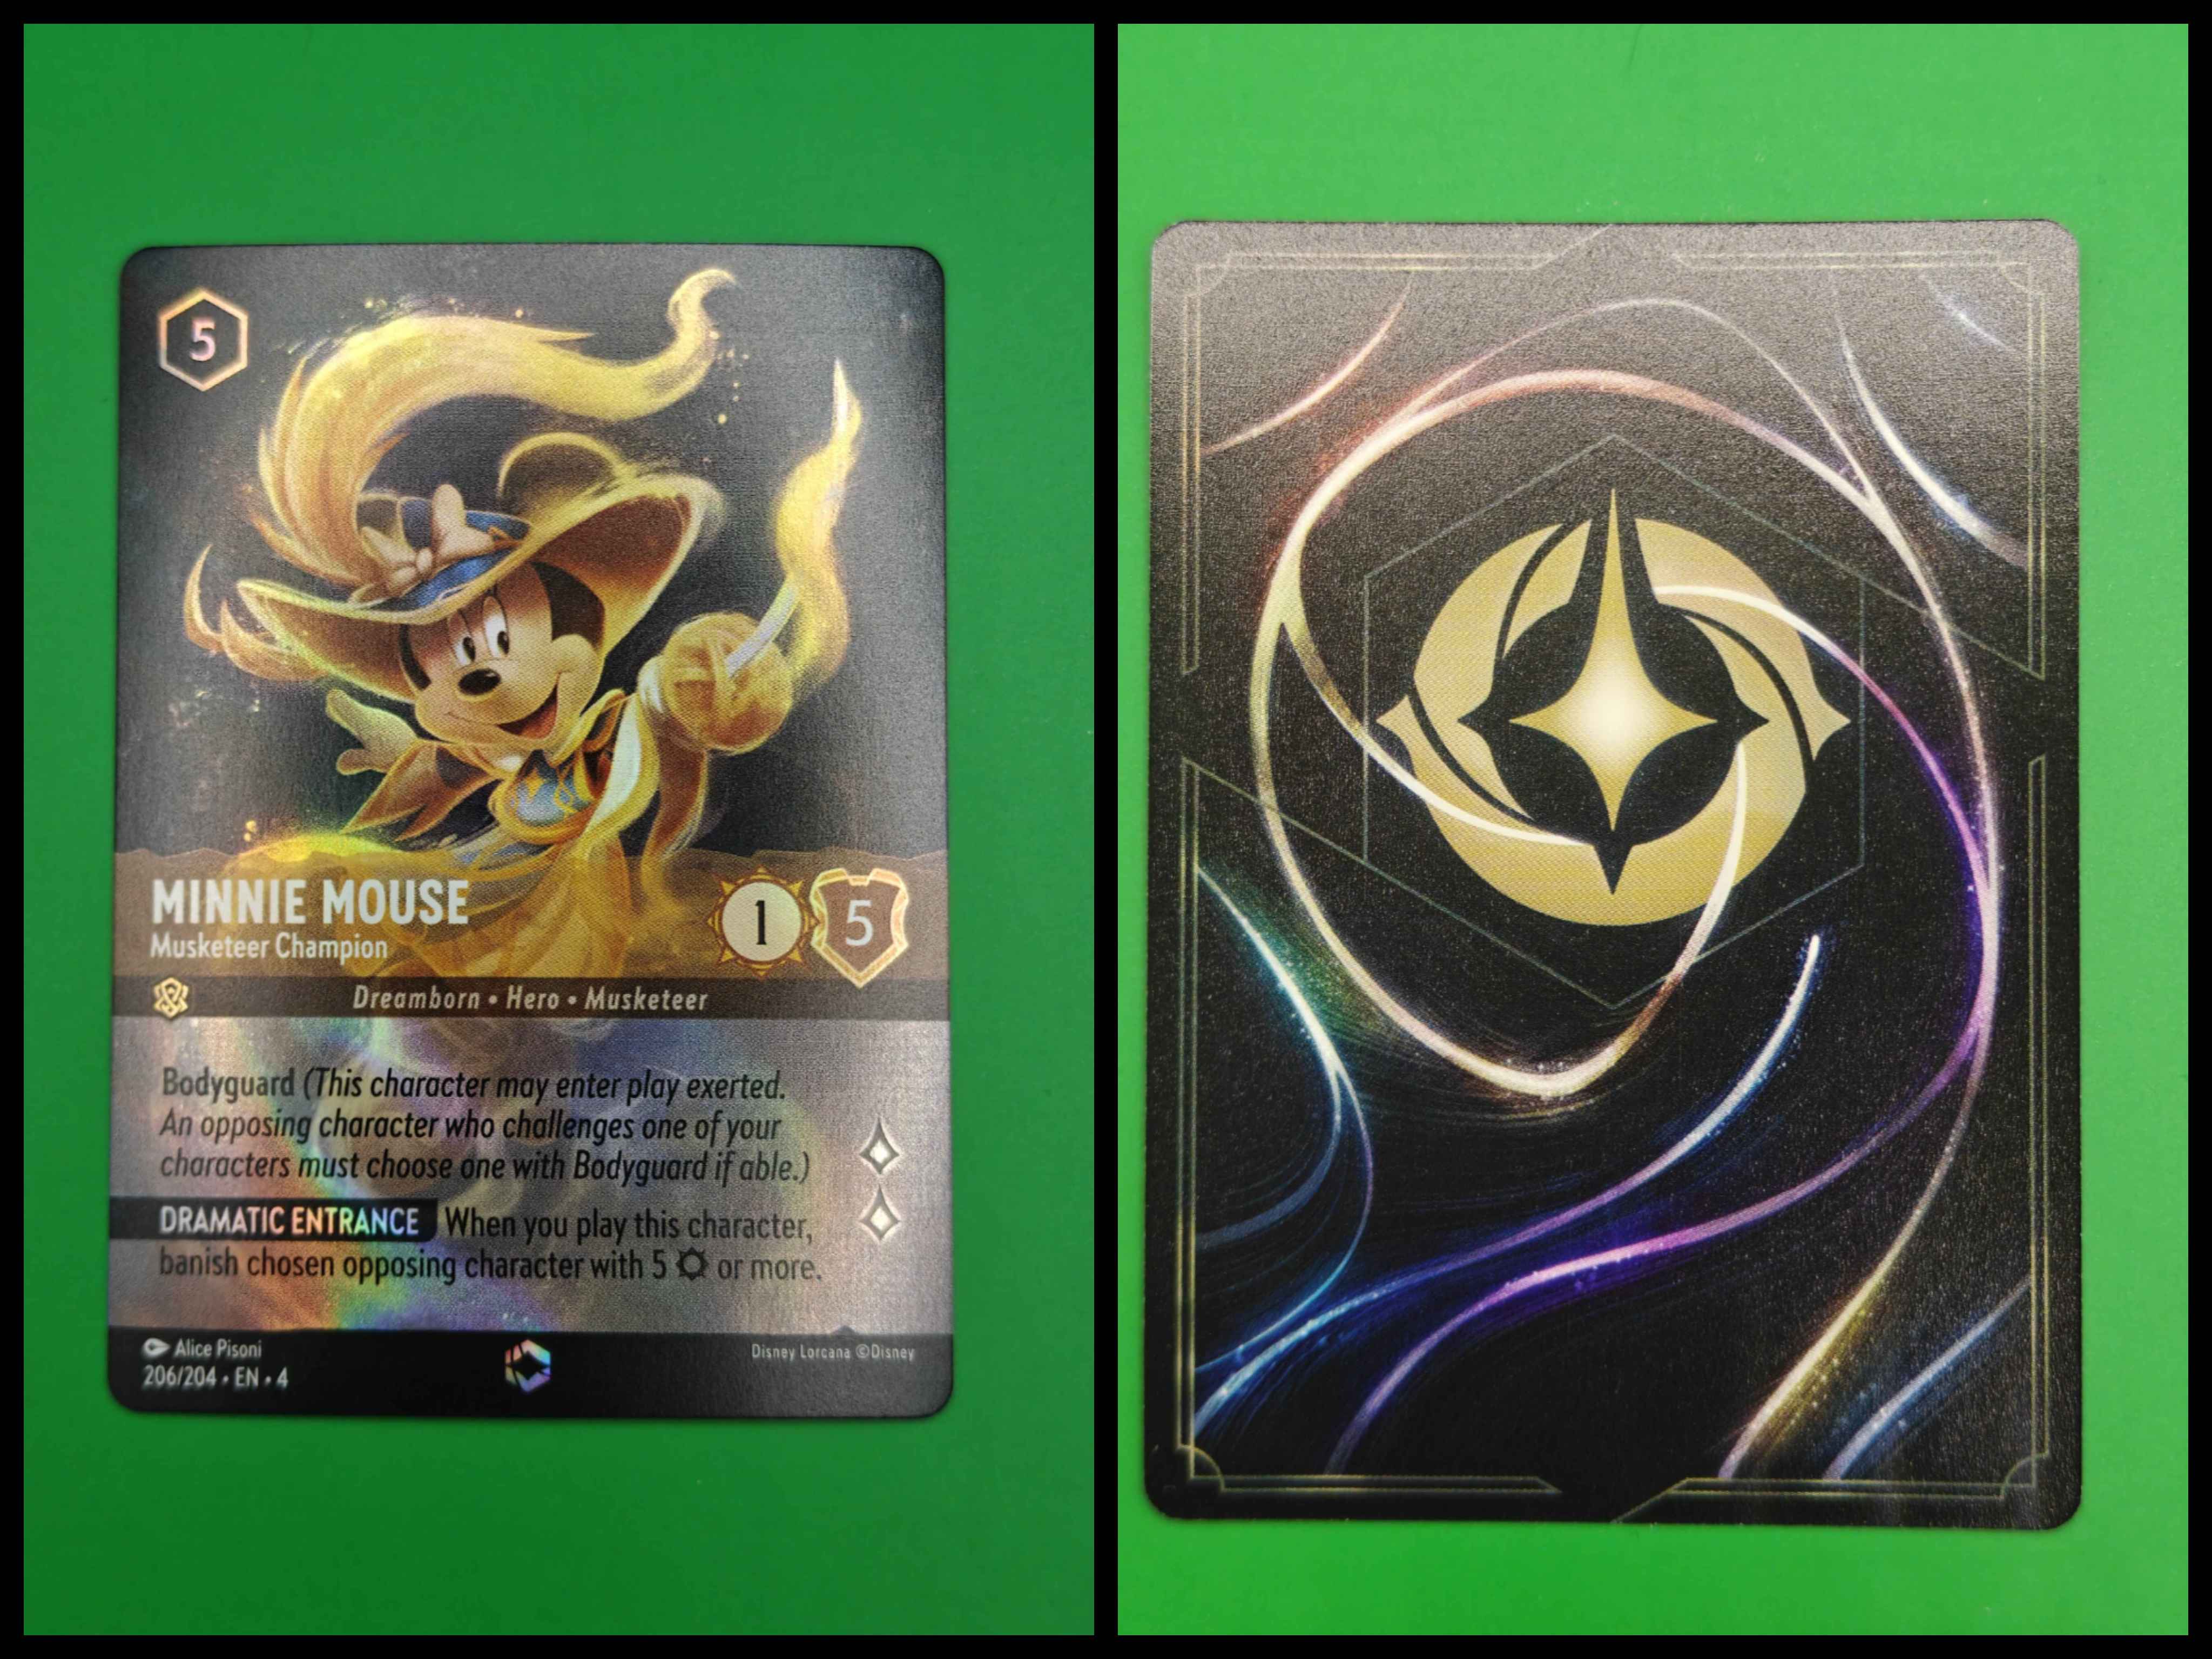 5
MINNIE MOUSE
Musketeer Champion
1
5
Dreamborn • Hero • Musketeer
Bodyguard (This character may enter play exerted.
An opposing character who challenges one of your
characters must choose one with Bodyguard if able.)
DRAMATIC ENTRANCE When you play this character,
banish chosen opposing character with 5 or more.
Alice Pisoni
206/204 • EN • 4
Disney Lorcana ©Disney